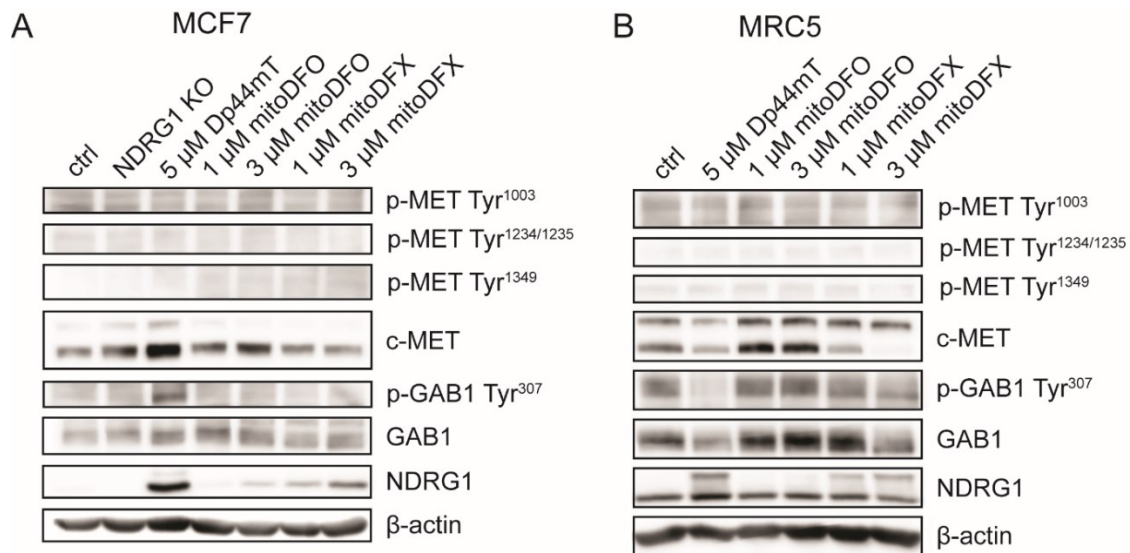 A
MCF7
ctrl
NDRG1 KO
5 µM Dp44mT
1 µM mitoDFO
3 µM mitoDFO
1 µM mitoDFX
3 µM mitoDFX
p-MET Tyr1003
p-MET Tyr1234/1235
p-MET Tyr1349
c-MET
p-GAB1 Tyr307
GAB1
NDRG1
β-actin
B
MRC5
ctrl
5 µM Dp44mT
1 µM mitoDFO
3 µM mitoDFO
1 µM mitoDFX
3 µM mitoDFX
p-MET Tyr1003
p-MET Tyr1234/1235
p-MET Tyr1349
c-MET
p-GAB1 Tyr307
GAB1
NDRG1
β-actin